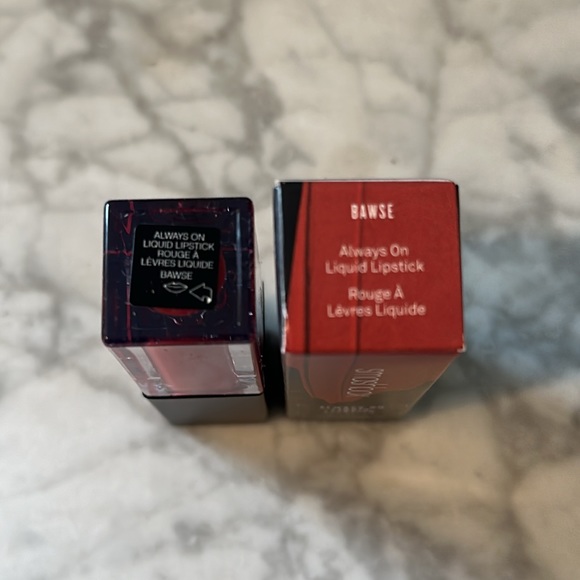 ALWAYS ON
LIQUID LIPSTICK
ROUGE À
LÈVRES LIQUIDE
BAWSE
BAWSE
Always On
Liquid Lipstick
Rouge À
Lèvres Liquide